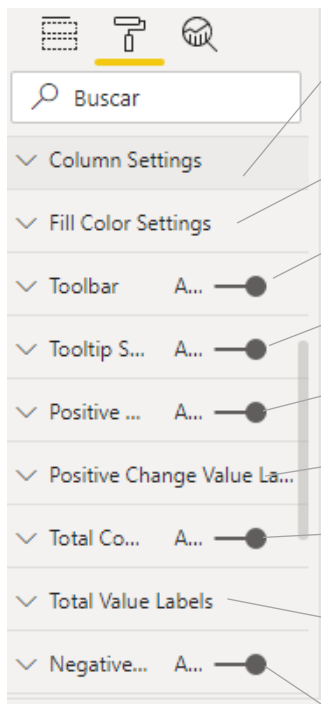 Buscar
Column Settings
Fill Color Settings
Toolbar A...
Tooltip S... A...
Positive ... A...
Positive Change Value La...
Total Co... A...
Total Value Labels
Negative... A...